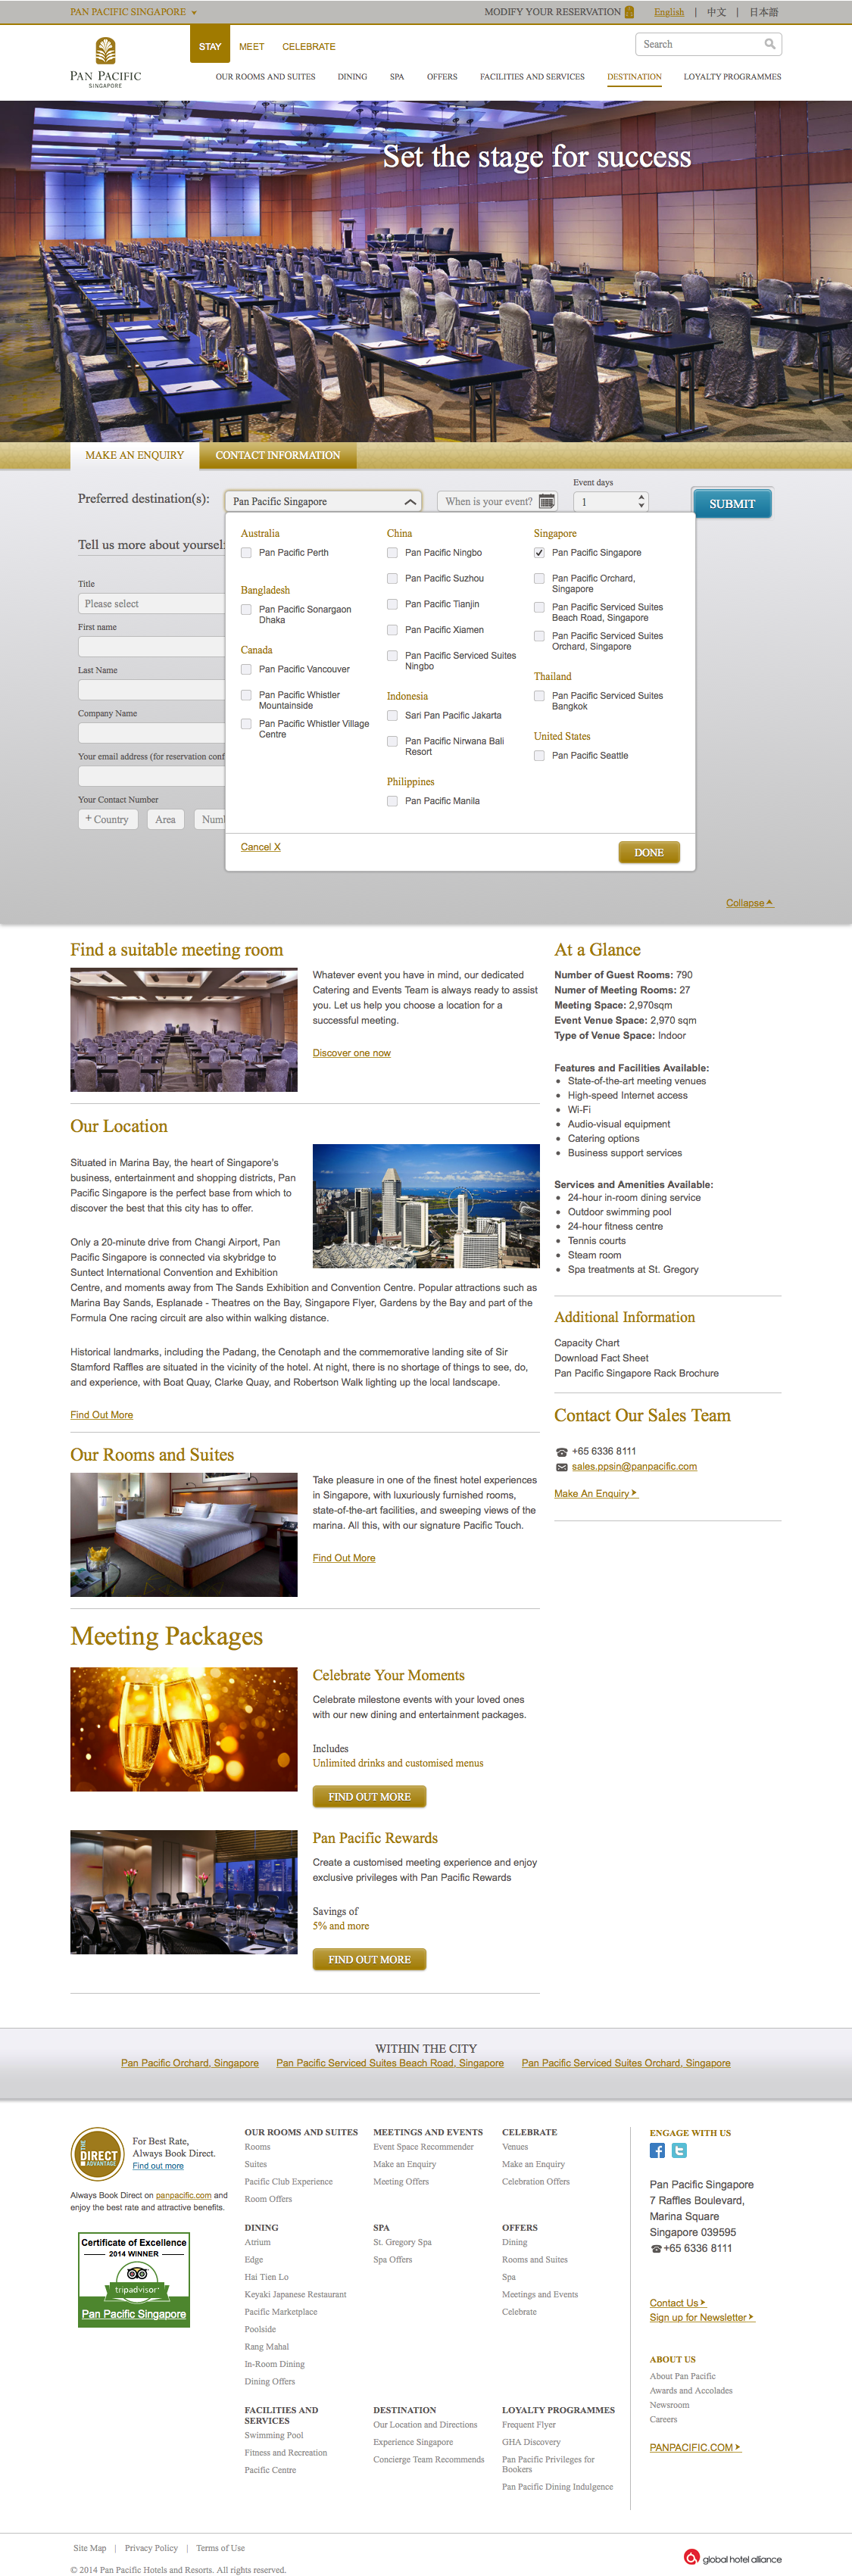 PAN PACIFIC SINGAPORE
MODIFY YOUR RESERVATION
English | 中文 | 日本語
PAN PACIFIC
SINGAPORE
STAY MEET CELEBRATE
Search
OUR ROOMS AND SUITES DINING SPA OFFERS FACILITIES AND SERVICES DESTINATION LOYALTY PROGRAMMES
Set the stage for success
MAKE AN ENQUIRY CONTACT INFORMATION
Preferred destination(s):
Pan Pacific Singapore
When is your event?
Event days
1
SUBMIT
Tell us more about yoursel
Title
Please select
First name
Last Name
Company Name
Your email address (for reservation conf
Your Contact Number
+ Country Area Num
Australia
Pan Pacific Perth
Bangladesh
Pan Pacific Sonargaon
Dhaka
Canada
Pan Pacific Vancouver
Pan Pacific Whistler
Mountainside
Pan Pacific Whistler Village
Centre
China
Pan Pacific Ningbo
Pan Pacific Suzhou
Pan Pacific Tianjin
Pan Pacific Xiamen
Pan Pacific Serviced Suites
Ningbo
Indonesia
Sari Pan Pacific Jakarta
Pan Pacific Nirwana Bali
Resort
Philippines
Pan Pacific Manila
Singapore
Pan Pacific Singapore
Pan Pacific Orchard,
Singapore
Pan Pacific Serviced Suites
Beach Road, Singapore
Pan Pacific Serviced Suites
Orchard, Singapore
Thailand
Pan Pacific Serviced Suites
Bangkok
United States
Pan Pacific Seattle
Cancel X
DONE
Collapse
Find a suitable meeting room
Whatever event you have in mind, our dedicated
Catering and Events Team is always ready to assist
you. Let us help you choose a location for a
successful meeting.
Discover one now
Our Location
Situated in Marina Bay, the heart of Singapore's
business, entertainment and shopping districts, Pan
Pacific Singapore is the perfect base from which to
discover the best that this city has to offer.
Only a 20-minute drive from Changi Airport, Pan
Pacific Singapore is connected via skybridge to
Suntect International Convention and Exhibition
Centre, and moments away from The Sands Exhibition and Convention Centre. Popular attractions such as
Marina Bay Sands, Esplanade - Theatres on the Bay, Singapore Flyer, Gardens by the Bay and part of the
Formula One racing circuit are also within walking distance.
Historical landmarks, including the Padang, the Cenotaph and the commemorative landing site of Sir
Stamford Raffles are situated in the vicinity of the hotel. At night, there is no shortage of things to see, do,
and experience, with Boat Quay, Clarke Quay, and Robertson Walk lighting up the local landscape.
Find Out More
Our Rooms and Suites
Take pleasure in one of the finest hotel experiences
in Singapore, with luxuriously furnished rooms,
state-of-the-art facilities, and sweeping views of the
marina. All this, with our signature Pacific Touch.
Find Out More
Meeting Packages
Celebrate Your Moments
Celebrate milestone events with your loved ones
with our new dining and entertainment packages.
Includes
Unlimited drinks and customised menus
FIND OUT MORE
Pan Pacific Rewards
Create a customised meeting experience and enjoy
exclusive privileges with Pan Pacific Rewards
Savings of
5% and more
FIND OUT MORE
At a Glance
Number of Guest Rooms: 790
Numer of Meeting Rooms: 27
Meeting Space: 2,970sqm
Event Venue Space: 2,970 sqm
Type of Venue Space: Indoor
Features and Facilities Available:
• State-of-the-art meeting venues
• High-speed Internet access
• Wi-Fi
• Audio-visual equipment
• Catering options
• Business support services
Services and Amenities Available:
• 24-hour in-room dining service
• Outdoor swimming pool
• 24-hour fitness centre
• Tennis courts
• Steam room
• Spa treatments at St. Gregory
Additional Information
Capacity Chart
Download Fact Sheet
Pan Pacific Singapore Rack Brochure
Contact Our Sales Team
+65 6336 8111
sales.ppsin@panpacific.com
Make An Enquiry
WITHIN THE CITY
Pan Pacific Orchard, Singapore Pan Pacific Serviced Suites Beach Road, Singapore Pan Pacific Serviced Suites Orchard, Singapore
THE
DIRECT
ADVANTAGE
For Best Rate,
Always Book Direct.
Find out more
Always Book Direct on panpacific.com and
enjoy the best rate and attractive benefits.
Certificate of Excellence
2014 WINNER
tripadvisor
Pan Pacific Singapore
OUR ROOMS AND SUITES
Rooms
Suites
Pacific Club Experience
Room Offers
MEETINGS AND EVENTS
Event Space Recommender
Make an Enquiry
Meeting Offers
CELEBRATE
Venues
Make an Enquiry
Celebration Offers
DINING
Atrium
Edge
Hai Tien Lo
Keyaki Japanese Restaurant
Pacific Marketplace
Poolside
Rang Mahal
In-Room Dining
Dining Offers
SPA
St. Gregory Spa
Spa Offers
OFFERS
Dining
Rooms and Suites
Spa
Meetings and Events
Celebrate
FACILITIES AND
SERVICES
Swimming Pool
Fitness and Recreation
Pacific Centre
DESTINATION
Our Location and Directions
Experience Singapore
Concierge Team Recommends
LOYALTY PROGRAMMES
Frequent Flyer
GHA Discovery
Pan Pacific Privileges for
Bookers
Pan Pacific Dining Indulgence
ENGAGE WITH US
Pan Pacific Singapore
7 Raffles Boulevard,
Marina Square
Singapore 039595
+65 6336 8111
Contact Us
Sign up for Newsletter
ABOUT US
About Pan Pacific
Awards and Accolades
Newsroom
Careers
PANPACIFIC.COM
Site Map | Privacy Policy | Terms of Use
© 2014 Pan Pacific Hotels and Resorts. All rights reserved.
global hotel alliance